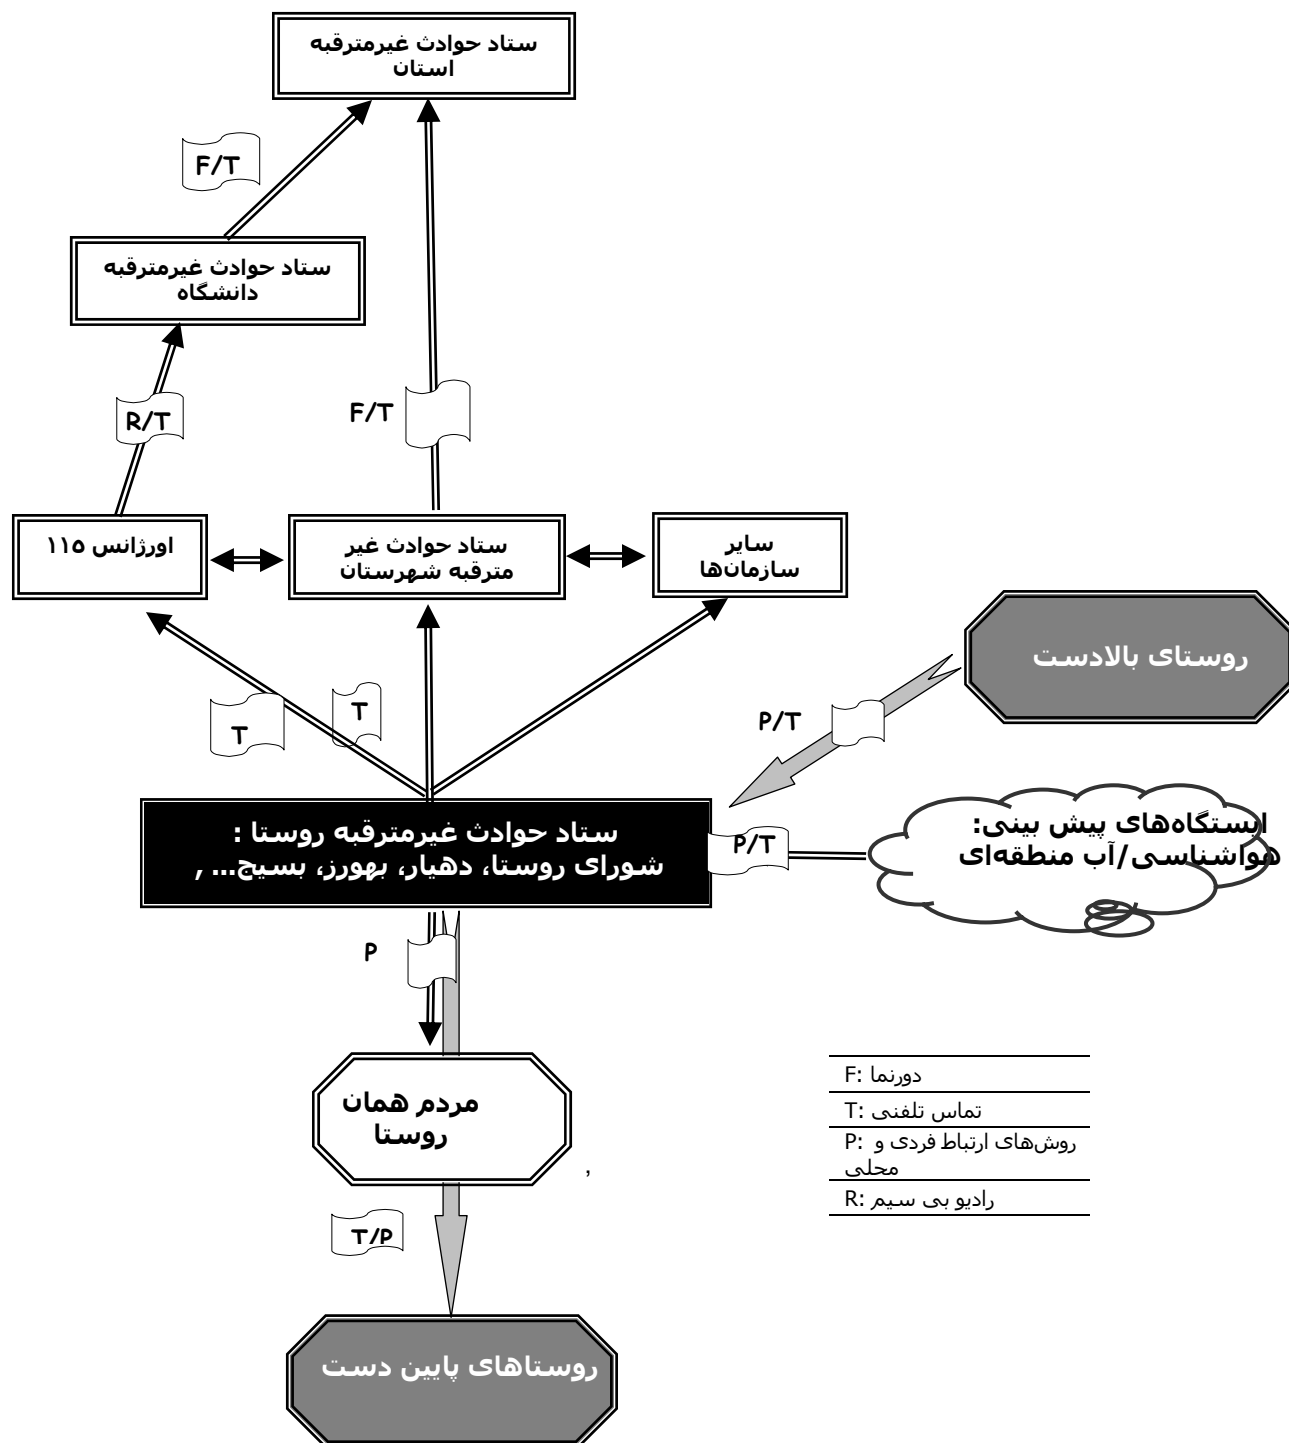 ستاد حوادث غیرمترقبه
استان
F/T
ستاد حوادث غیرمترقبه
دانشگاه
R/T
F/T
اورژانس ۱۱۵
ستاد حوادث غیر
مترقبه شهرستان
سایر
سازمان‌ها
روستای بالادست
T
T
P/T
ستاد حوادث غیرمترقبه روستا :
شورای روستا، دهیار، بهورز، بسیج... ,
P/T
ایستگاه‌های پیش بینی:
هواشناسی/آب منطقه‌ای
P
مردم همان
روستا
,
F: دورنما
T: تماس تلفنی
P: روش‌های ارتباط فردی و
محلی
R: رادیو بی سیم
T/P
روستاهای پایین دست